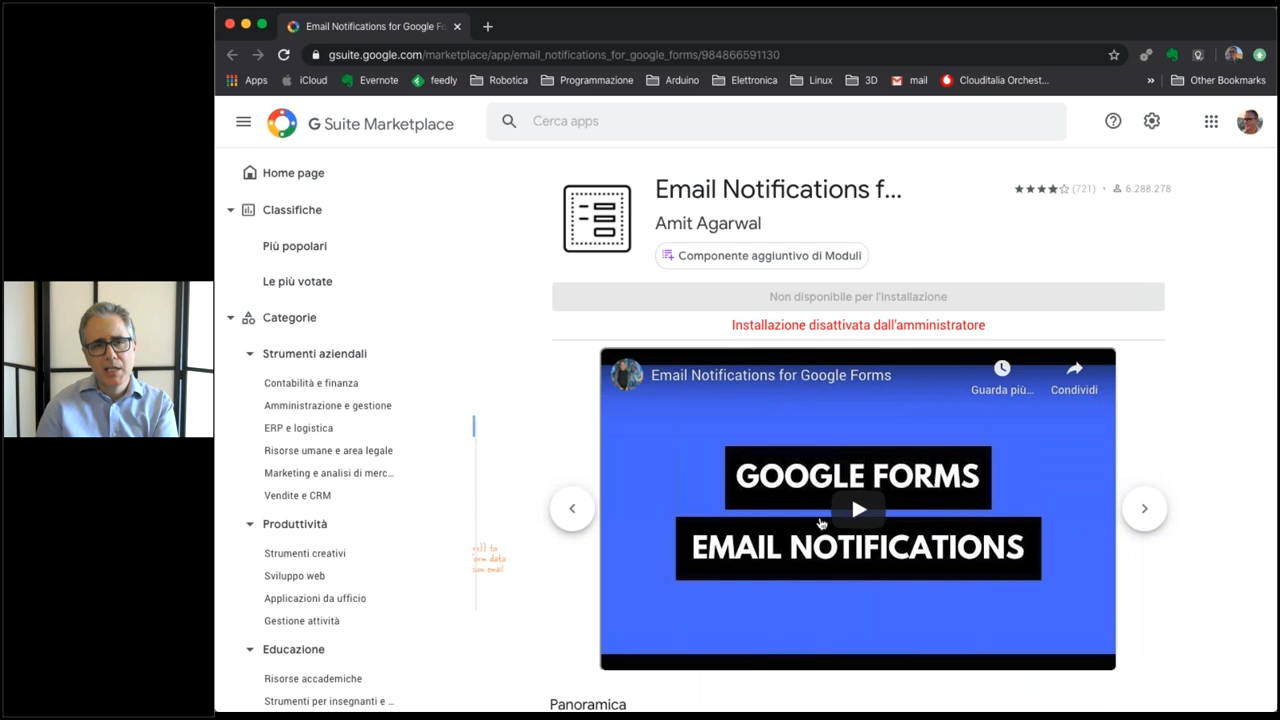 Email Notifications for Google Fo
gsuite.google.com/marketplace/app/email_notifications_for_google_forms/984866591130
Apps
iCloud
Evernote
feedly
Robotica
Programmazione
Arduino
Elettronica
Linux
3D
mail
Clouditalia Orchest...
»
Other Bookmarks
G Suite Marketplace
Cerca apps
Home page
Classifiche
Più popolari
Le più votate
Categorie
Strumenti aziendali
Contabilità e finanza
Amministrazione e gestione
ERP e logistica
Risorse umane e area legale
Marketing e analisi di merc...
Vendite e CRM
Produttività
Strumenti creativi
Sviluppo web
Applicazioni da ufficio
Gestione attività
Educazione
Risorse accademiche
Strumenti per insegnanti e ...
Email Notifications f...
(721) • 6.288.278
Amit Agarwal
Componente aggiuntivo di Moduli
Non disponibile per l'installazione
Installazione disattivata dall'amministratore
Email Notifications for Google Forms
Guarda più...
Condividi
GOOGLE FORMS
EMAIL NOTIFICATIONS
to
data
email
Panoramica